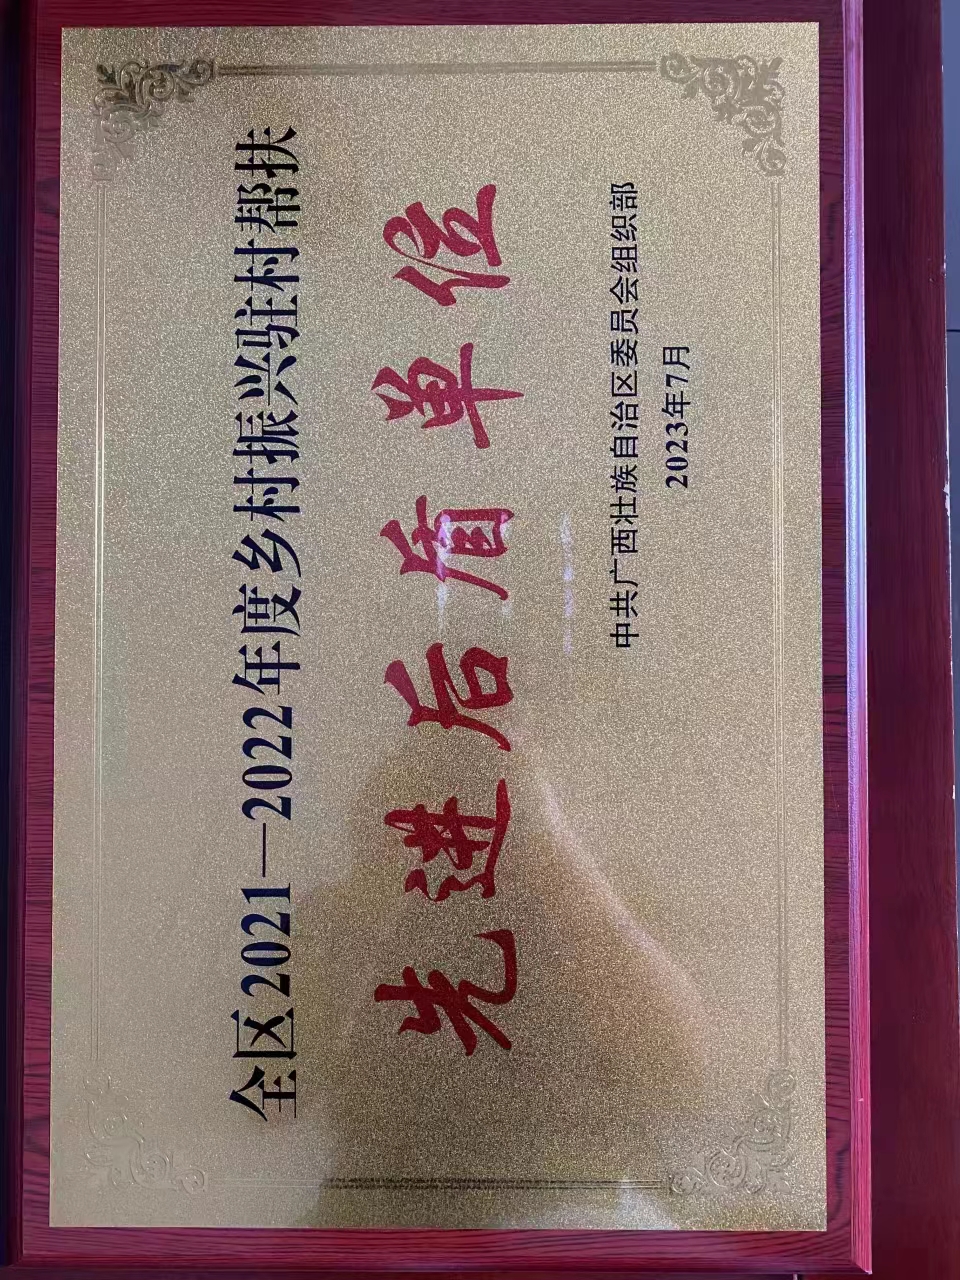 全区2021—2022年度乡村振兴驻村帮扶
先进后盾单位
中共广西壮族自治区委员会组织部
2023年7月